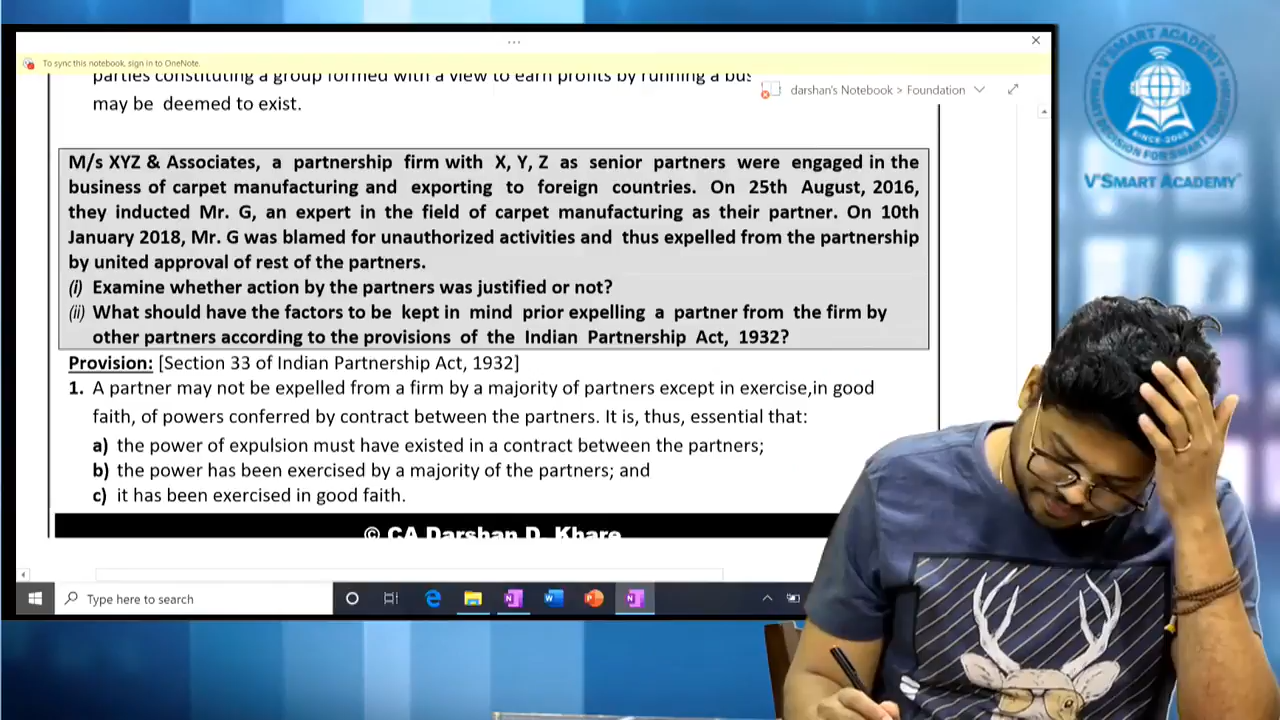 To sync this notebook, sign in to OneNote.
parties constituting a group formed with a view to earn profits by running a bus
may be deemed to exist.
darshan's Notebook > Foundation
M/s XYZ & Associates, a partnership firm with X, Y, Z as senior partners were engaged in the
business of carpet manufacturing and exporting to foreign countries. On 25th August, 2016,
they inducted Mr. G, an expert in the field of carpet manufacturing as their partner. On 10th
January 2018, Mr. G was blamed for unauthorized activities and thus expelled from the partnership
by united approval of rest of the partners.
(i) Examine whether action by the partners was justified or not?
(ii) What should have the factors to be kept in mind prior expelling a partner from the firm by
other partners according to the provisions of the Indian Partnership Act, 1932?
Provision: [Section 33 of Indian Partnership Act, 1932]
1. A partner may not be expelled from a firm by a majority of partners except in exercise,in good
faith, of powers conferred by contract between the partners. It is, thus, essential that:
a) the power of expulsion must have existed in a contract between the partners;
b) the power has been exercised by a majority of the partners; and
c) it has been exercised in good faith.
© CA Darshan D. Khare
Type here to search
V'SMART ACADEMY
SINCE-2005
V'SMART ACADEMY